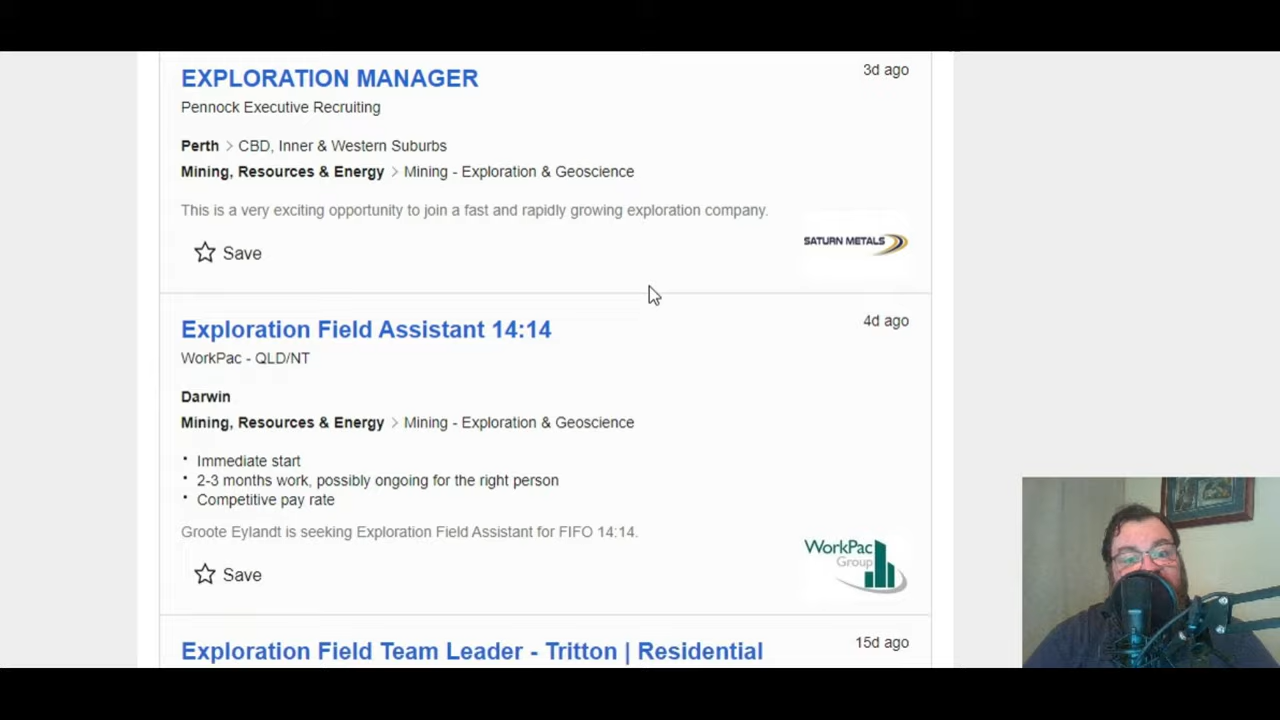 EXPLORATION MANAGER
3d ago
Pennock Executive Recruiting
Perth > CBD, Inner & Western Suburbs
Mining, Resources & Energy > Mining - Exploration & Geoscience
This is a very exciting opportunity to join a fast and rapidly growing exploration company.
SATURN METALS
Save
Exploration Field Assistant 14:14
4d ago
WorkPac - QLD/NT
Darwin
Mining, Resources & Energy > Mining - Exploration & Geoscience
• Immediate start
• 2-3 months work, possibly ongoing for the right person
• Competitive pay rate
Groote Eylandt is seeking Exploration Field Assistant for FIFO 14:14.
WorkPac
Group
Save
Exploration Field Team Leader - Tritton | Residential
15d ago